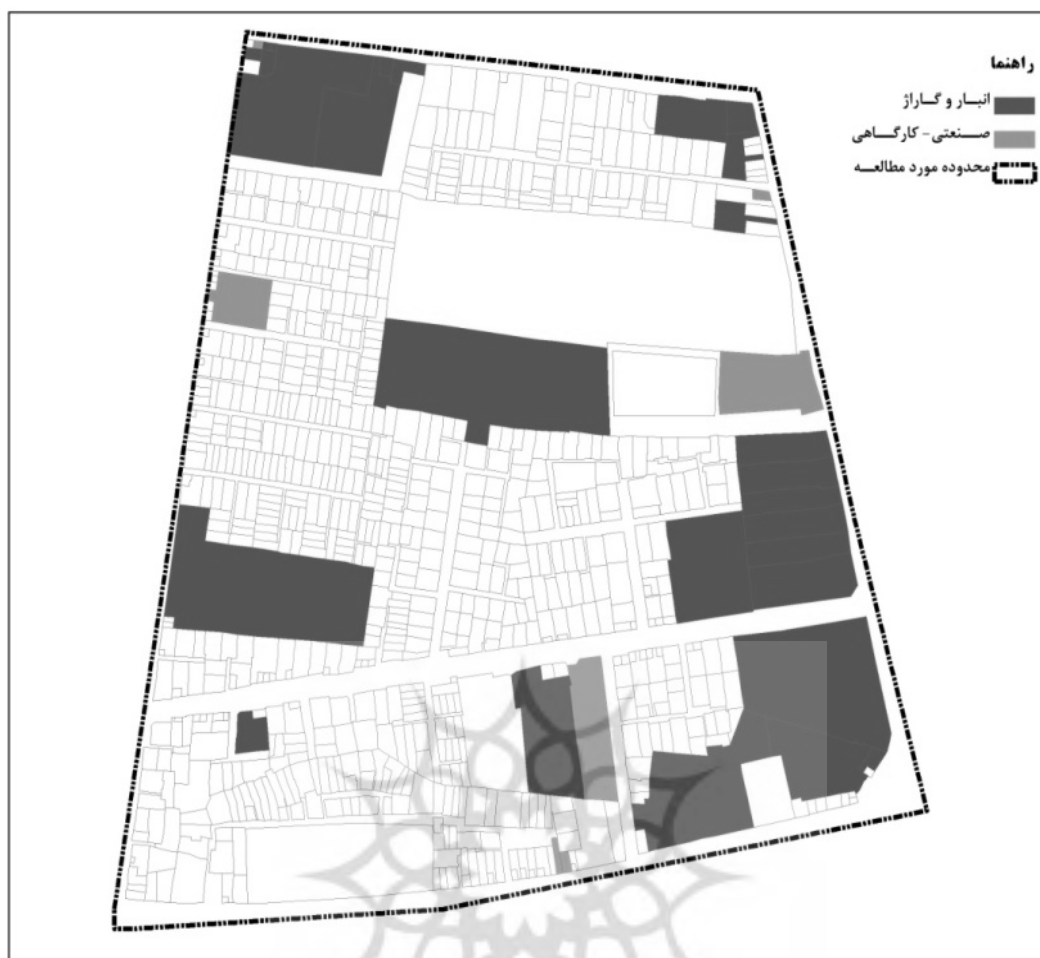 راهنما
انبار و گاراژ
صنعتی- کارگاهی
محدوده مورد مطالعه